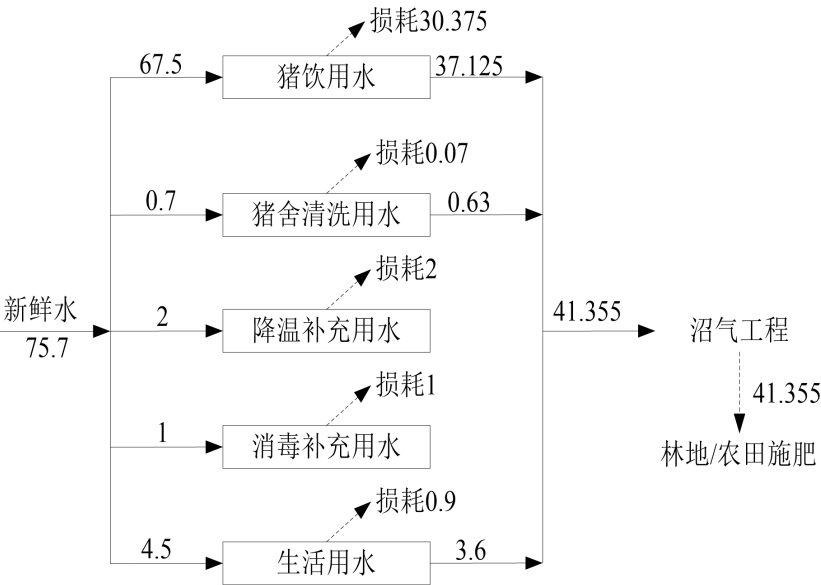 损耗30.375
67.5
猪饮用水
37.125
损耗0.07
0.7
猪舍清洗用水
0.63
损耗2
新鲜水
75.7
2
降温补充用水
41.355
沼气工程
损耗1
41.355
1
消毒补充用水
林地/农田施肥
损耗0.9
4.5
生活用水
3.6